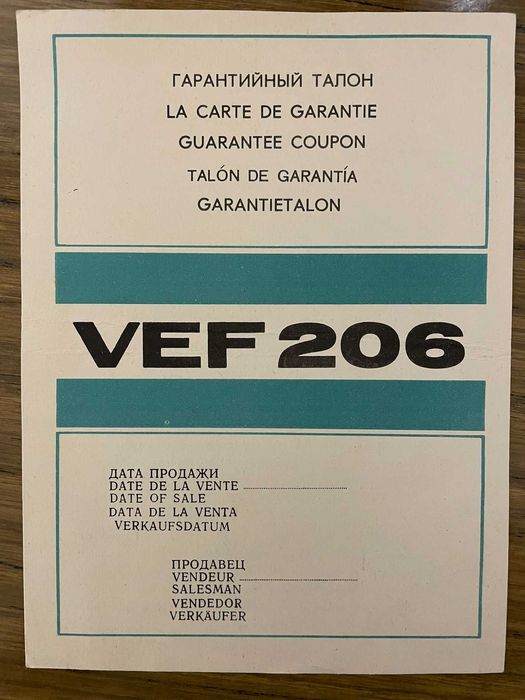 ГАРАНТИЙНЫЙ ТАЛОН
LA CARTE DE GARANTIE
GUARANTEE COUPON
TALÓN DE GARANTÍA
GARANTIETALON
VEF 206
ДАТА ПРОДАЖИ
DATE DE LA VENTE
DATE OF SALE
DATA DE LA VENTA
VERKAUFSDATUM
ПРОДАВЕЦ
VENDEUR
SALESMAN
VENDEDOR
VERKÄUFER